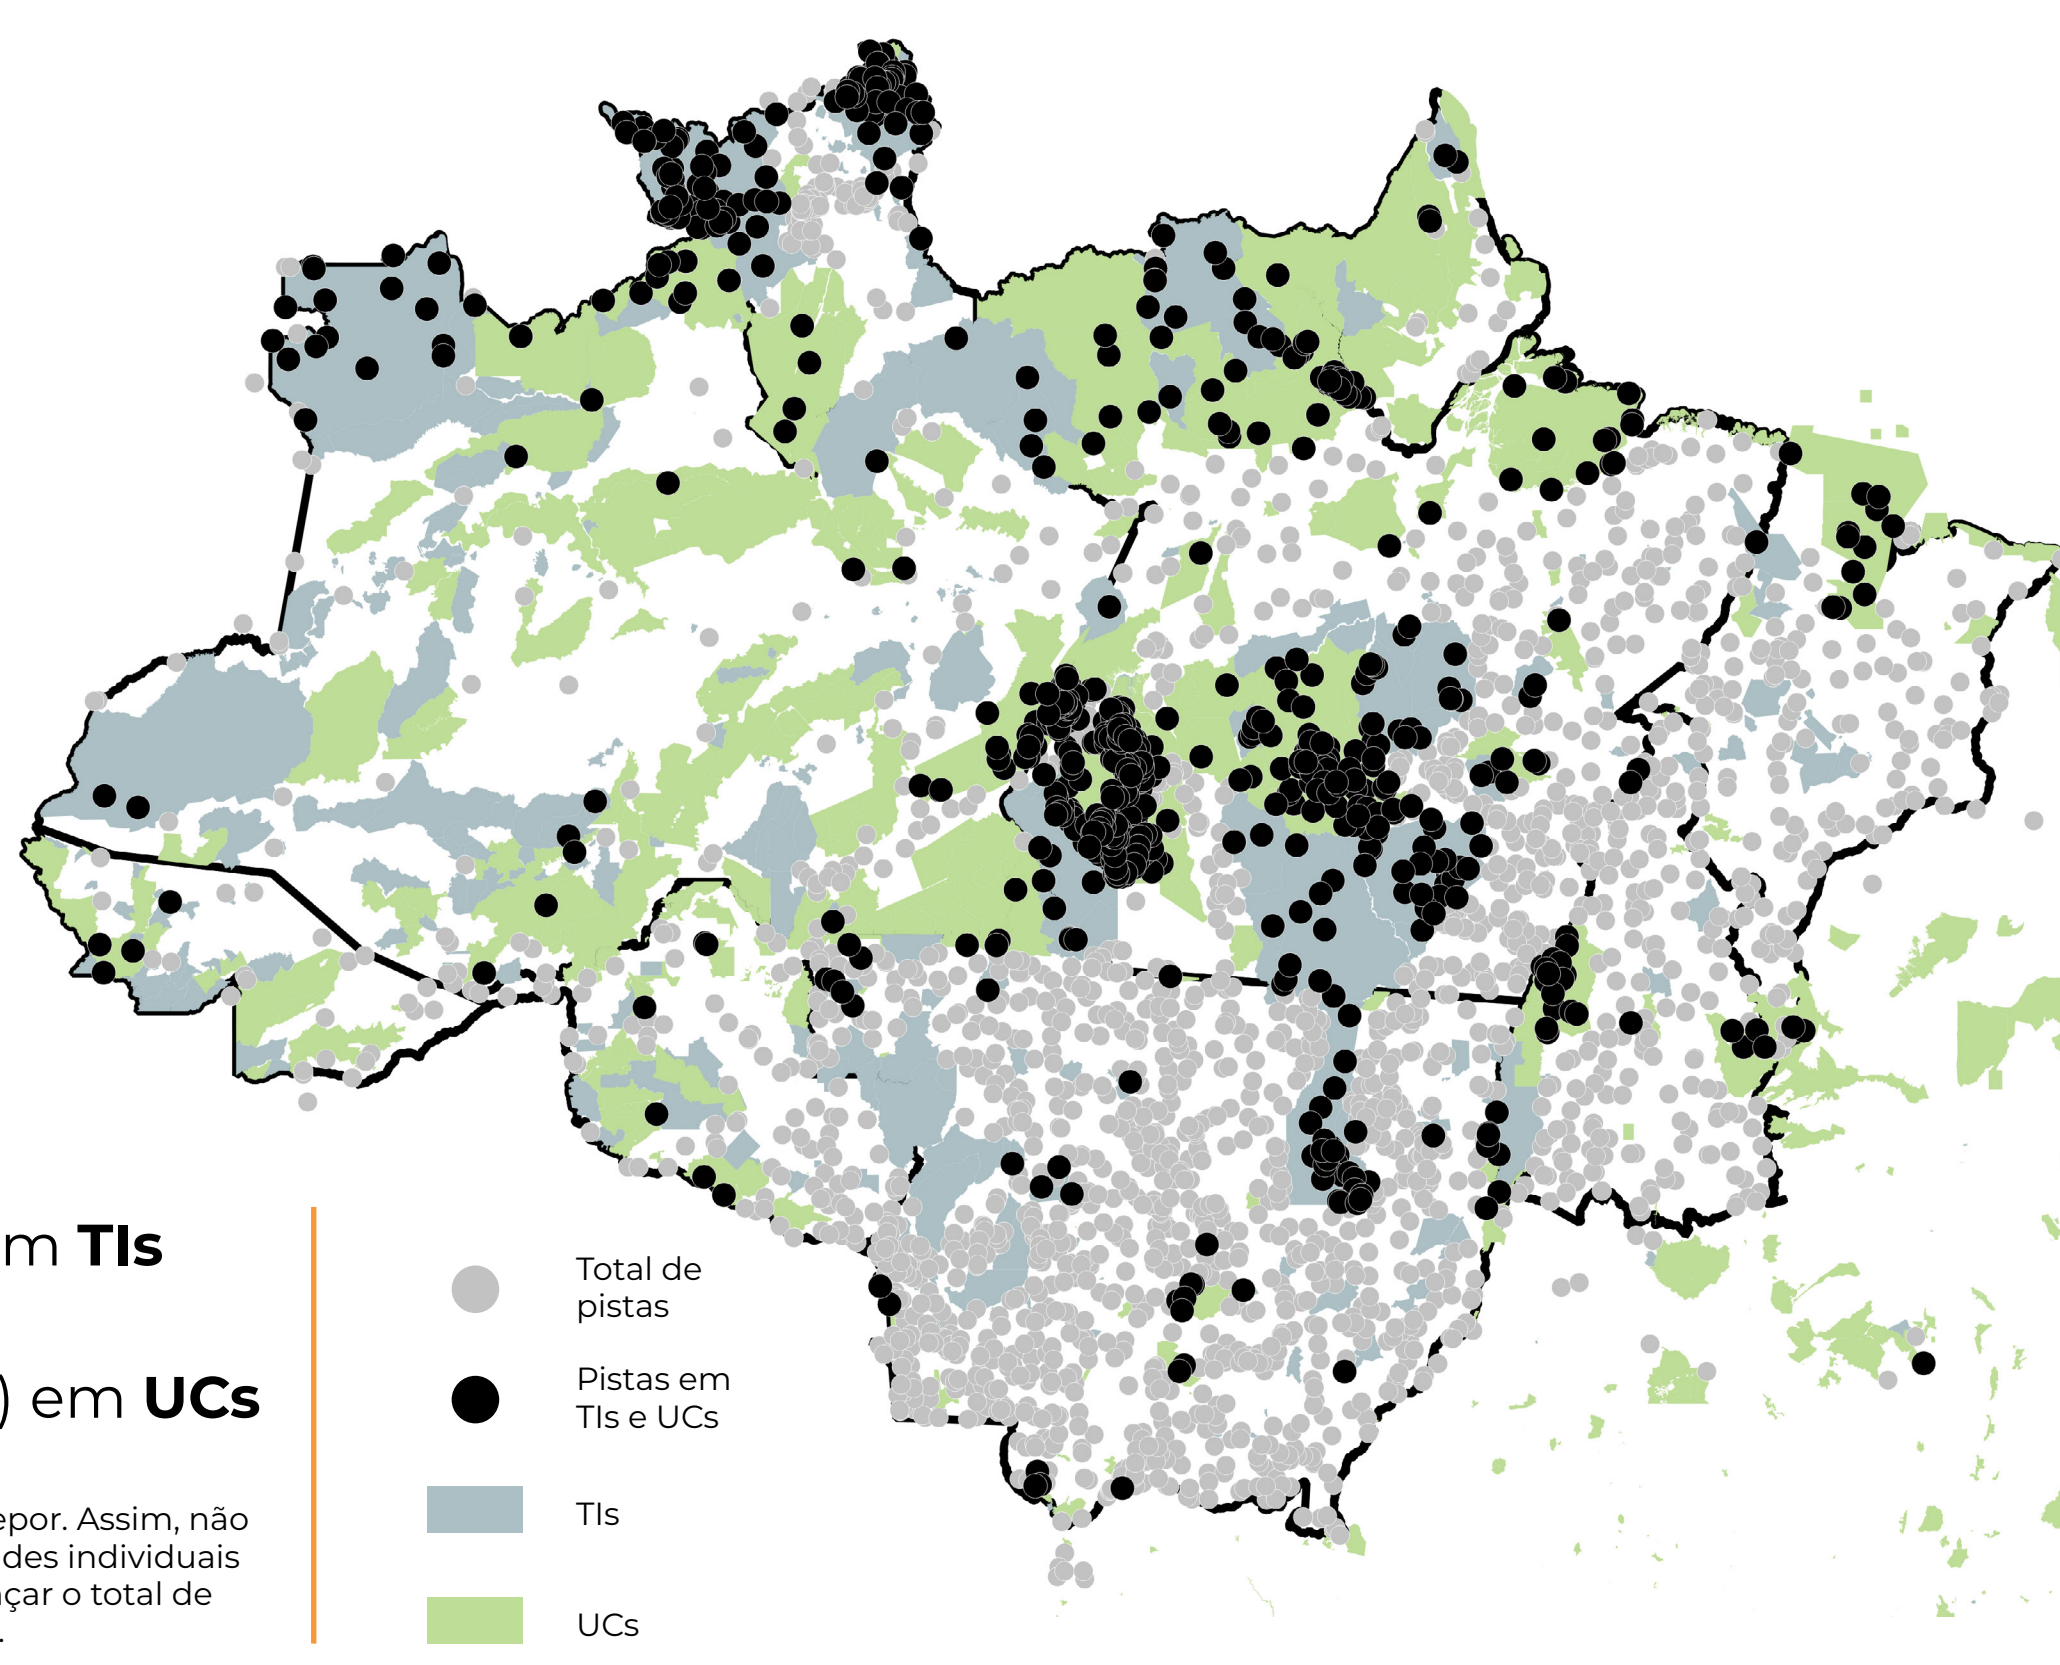 m TIs
) em UCs
epor. Assim, não
des individuais
çar o total de
Total de
pistas
Pistas em
TIs e UCs
TIs
UCs